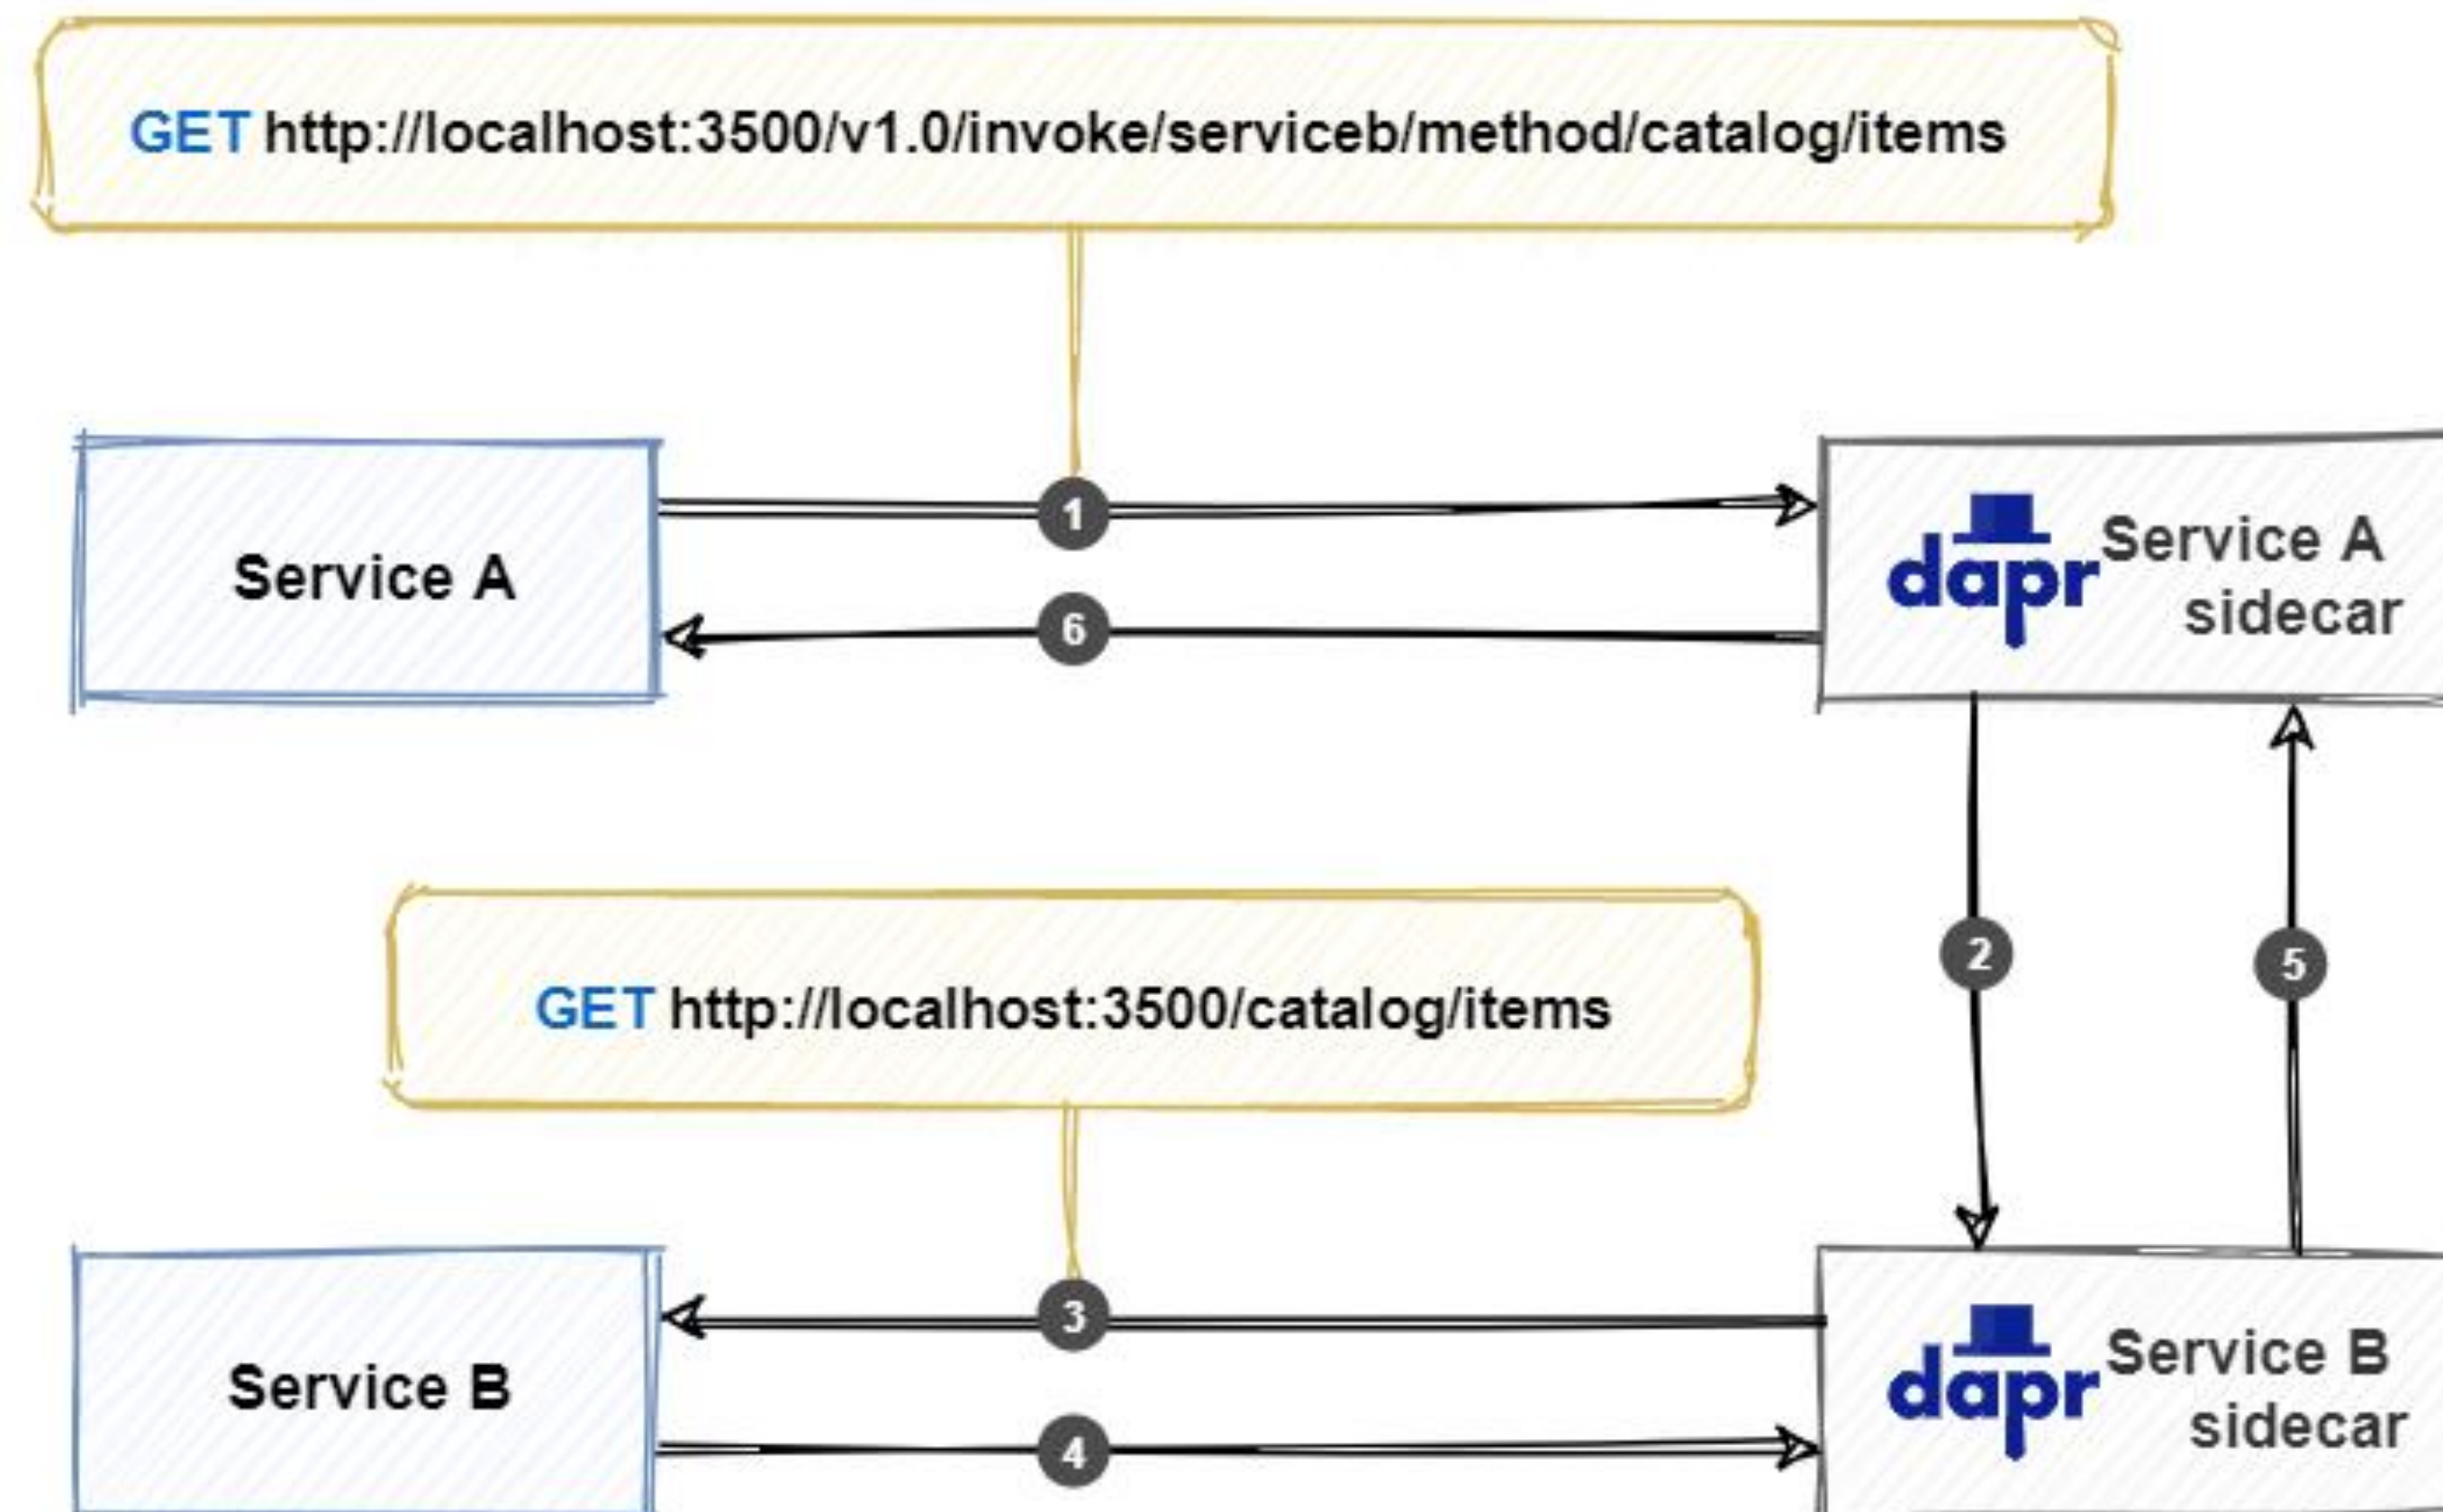 GET http://localhost:3500/v1.0/invoke/serviceb/method/catalog/items
1
Service A
dapr
Service A
sidecar
6
2
5
GET http://localhost:3500/catalog/items
3
Service B
dapr
Service B
sidecar
4